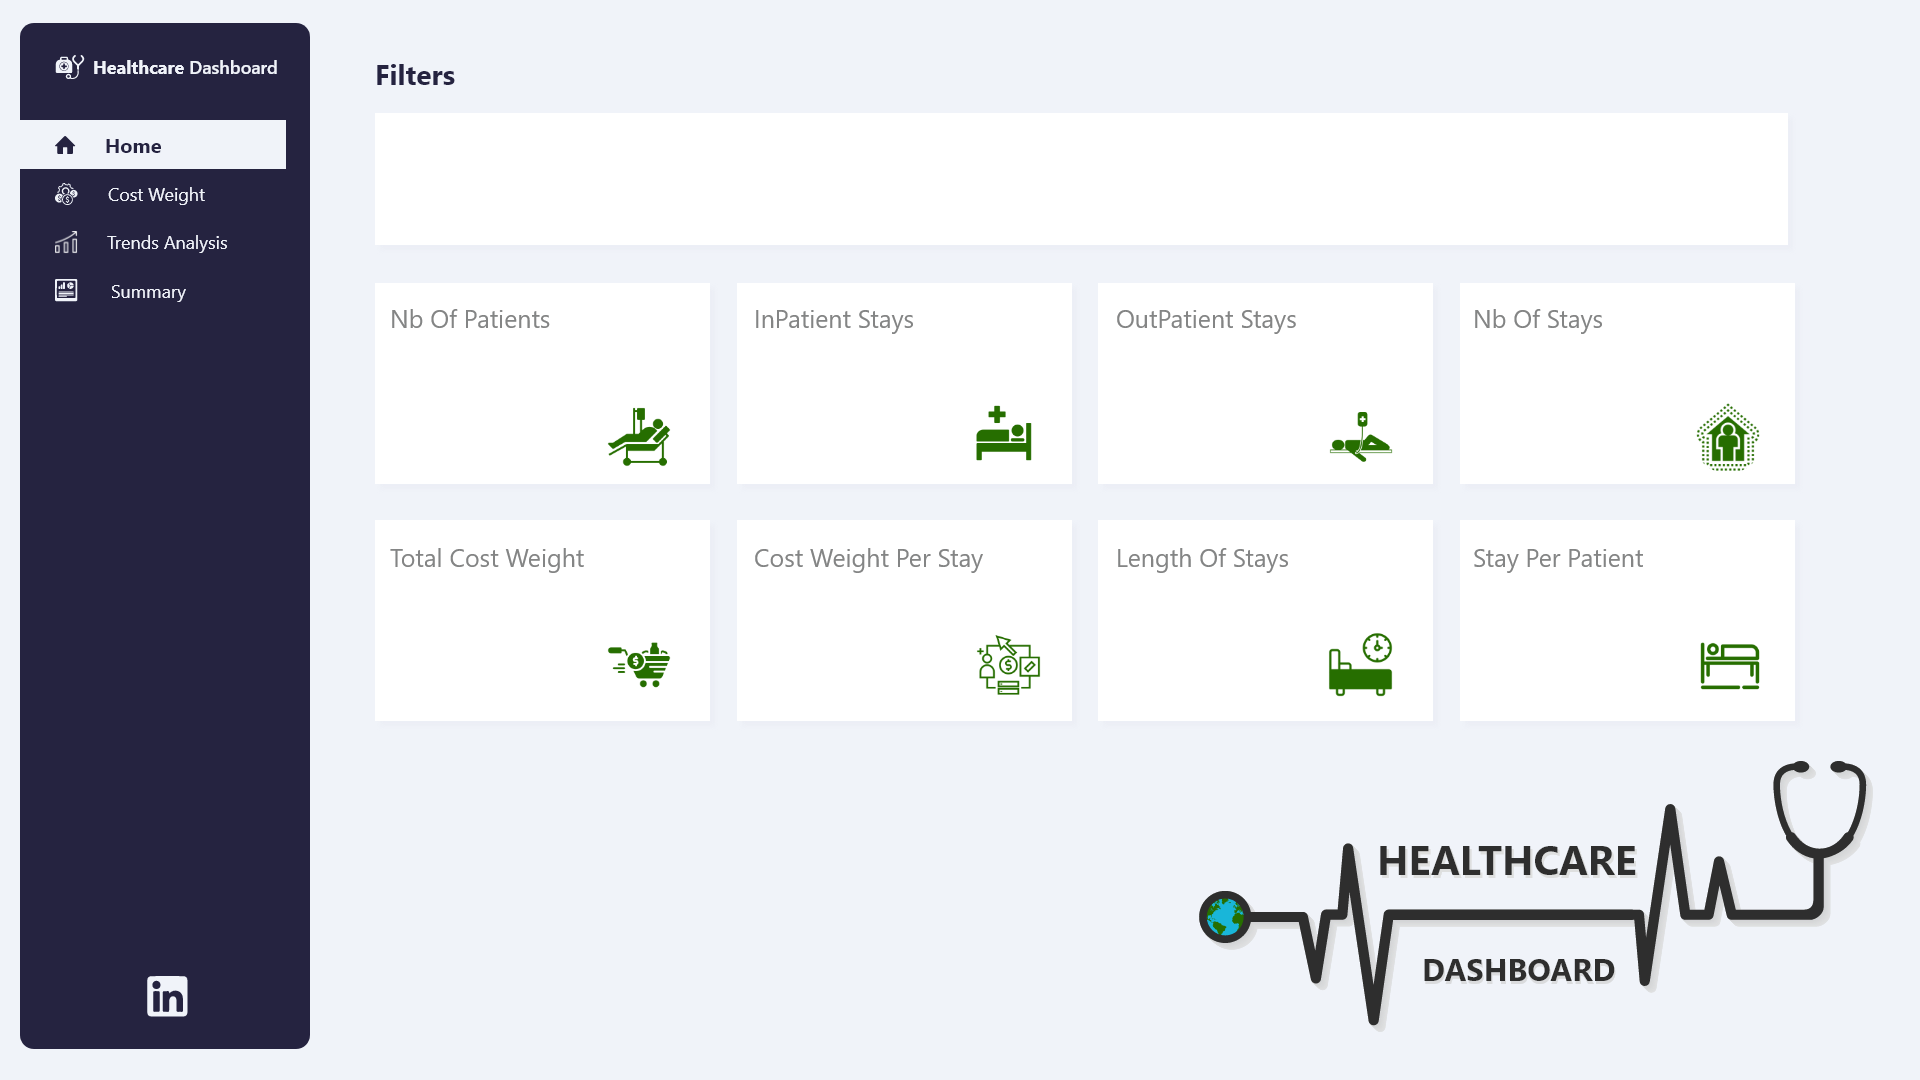 Healthcare Dashboard
Home
Cost Weight
Trends Analysis
Summary
in
Filters
Nb Of Patients
InPatient Stays
OutPatient Stays
Nb Of Stays
Total Cost Weight
Cost Weight Per Stay
Length Of Stays
Stay Per Patient
HEALTHCARE
DASHBOARD